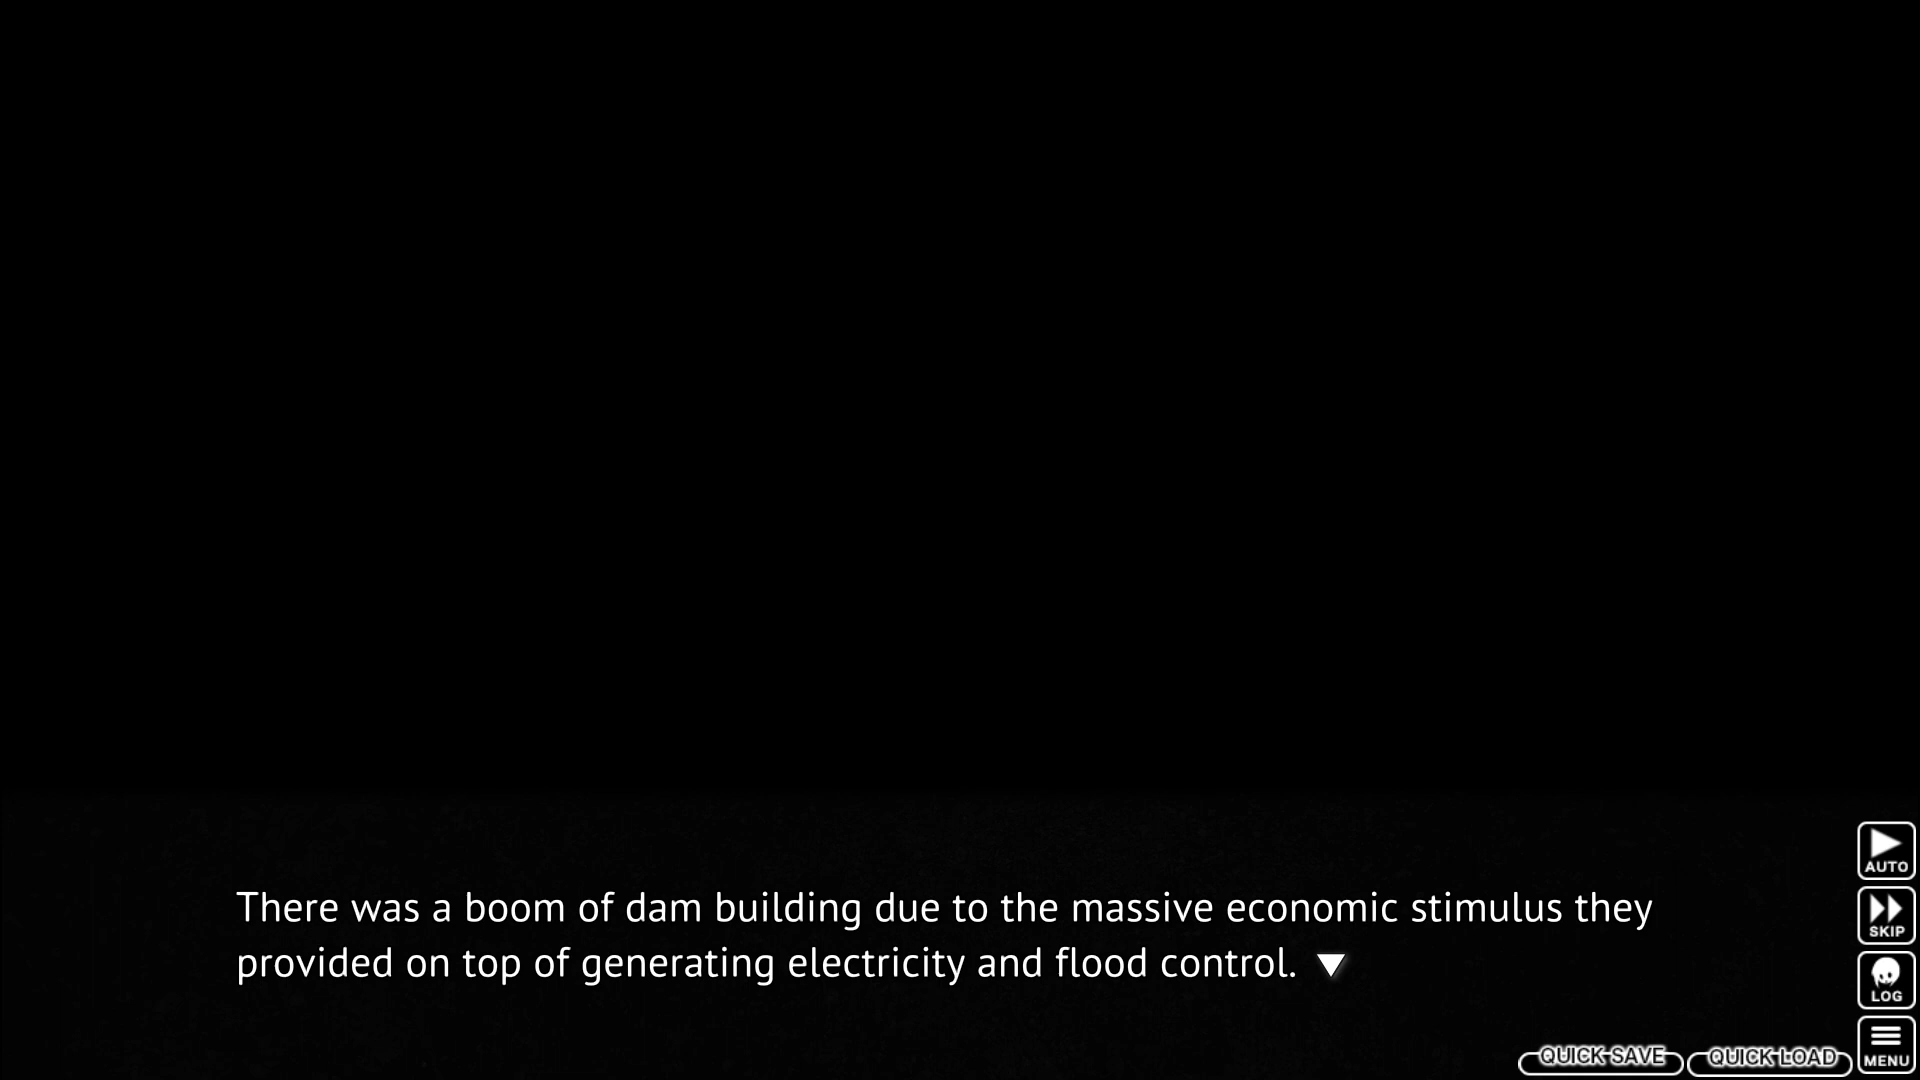 There was a boom of dam building due to the massive economic stimulus they
provided on top of generating electricity and flood control.
AUTO
SKIP
LOG
MENU
QUICK SAVE
QUICK LOAD